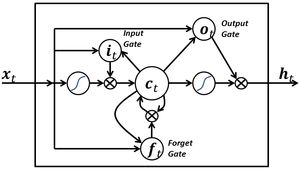 Output
Gate
o_t
Input
Gate
i_t
x_t
c_t
h_t
f_t
Forget
Gate